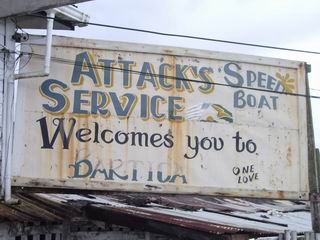 ATTACK'S SPEED
SERVICE BOAT
Welcomes you to
BARTICA
ONE
LOVE